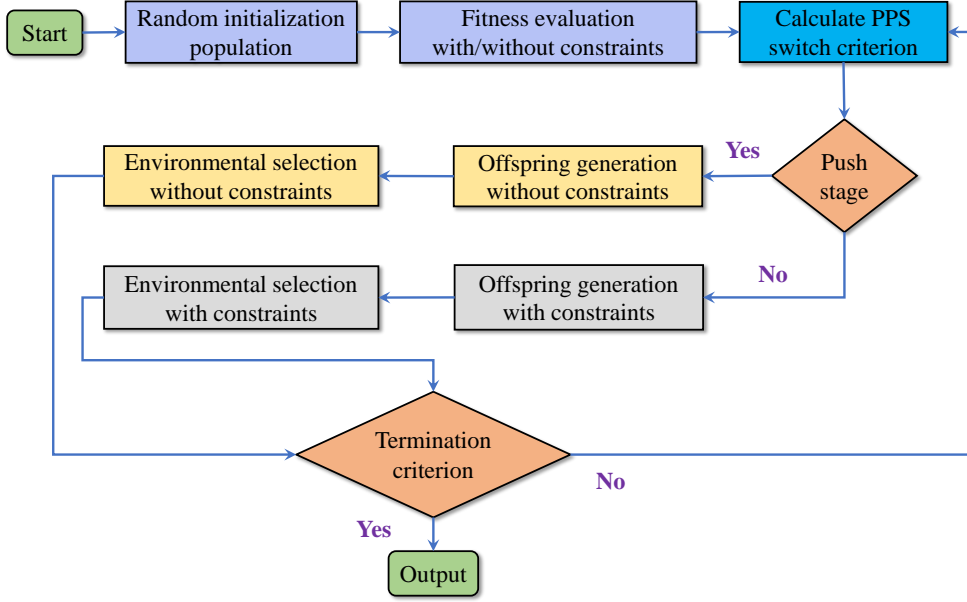 Start
Random initialization
population
Fitness evaluation
with/without constraints
Calculate PPS
switch criterion
Environmental selection
without constraints
Offspring generation
without constraints
Yes
Push
stage
Environmental selection
with constraints
Offspring generation
with constraints
No
Termination
criterion
No
Yes
Output